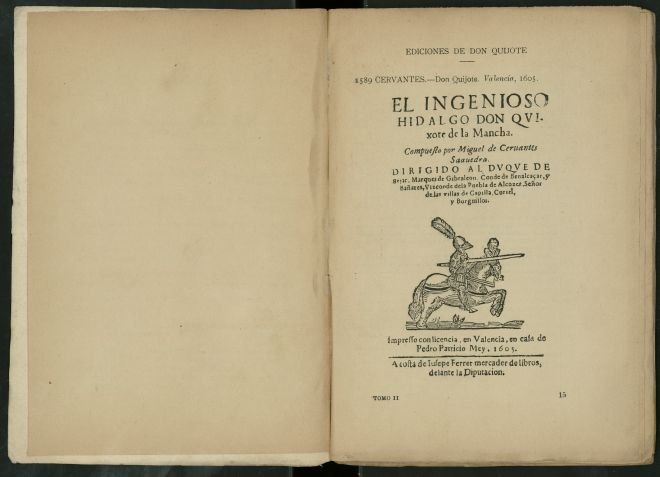 EDICIONES DE DON QUIJOTE
1589 CERVANTES.—Don Quijote. Valencia, 1605.
EL INGENIOSO
HIDALGO DON QVI-
xote de la Mancha.
Compuesto por Miguel de Ceruantes
Saauedra.
DIRIGIDO AL DVQVE DE
Bejar, Marques de Gibraleon, Conde de Benalcaçar, y
Bañares, Vizconde de la Puebla de Alcozer, Señor
de las villas de Capilla, Curiel,
y Burguillos.
Impresso con licencia, en Valencia, en casa de
Pedro Patricio Mey, 1605.
A costa de Iusepe Ferrer mercader de libros,
delante la Diputacion.
TOMO II
15